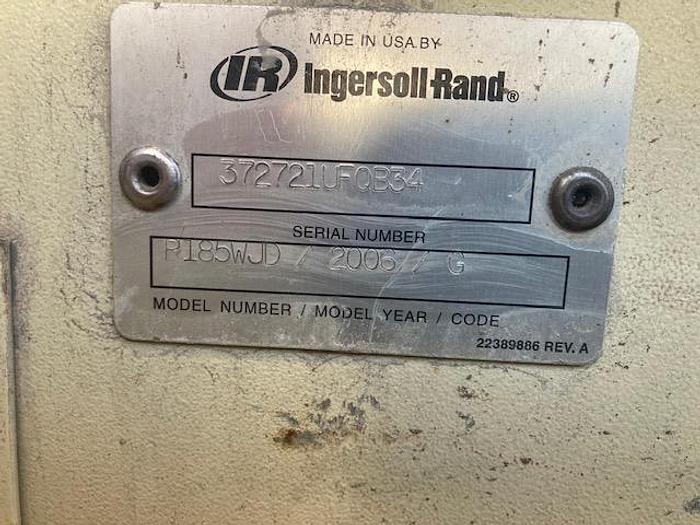 MADE IN USA BY
IR Ingersoll-Rand®
372721UFQB34
SERIAL NUMBER
P185WJD / 2006 / G
MODEL NUMBER / MODEL YEAR / CODE
22389886 REV. A